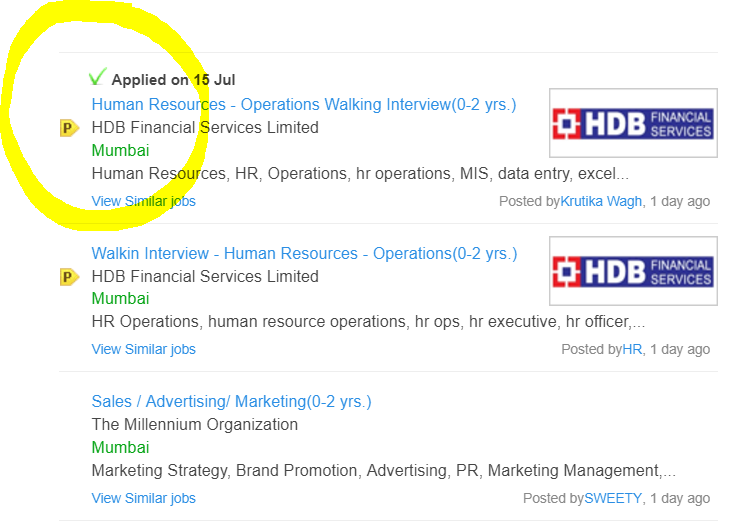 Applied on 15 Jul
Human Resources - Operations Walking Interview(0-2 yrs.)
P
HDB Financial Services Limited
HDB FINANCIAL SERVICES
Mumbai
Human Resources, HR, Operations, hr operations, MIS, data entry, excel...
View Similar jobs Posted byKrutika Wagh, 1 day ago
Walkin Interview - Human Resources - Operations(0-2 yrs.)
P
HDB Financial Services Limited
HDB FINANCIAL SERVICES
Mumbai
HR Operations, human resource operations, hr ops, hr executive, hr officer,...
View Similar jobs Posted byHR, 1 day ago
Sales / Advertising/ Marketing(0-2 yrs.)
The Millennium Organization
Mumbai
Marketing Strategy, Brand Promotion, Advertising, PR, Marketing Management,...
View Similar jobs Posted bySWEETY, 1 day ago